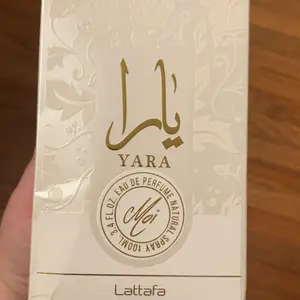 يارا
YARA
EAU DE PERFUME NATURAL SPRAY 100ML 3.4 FL.OZ.
Moi
Lattafa